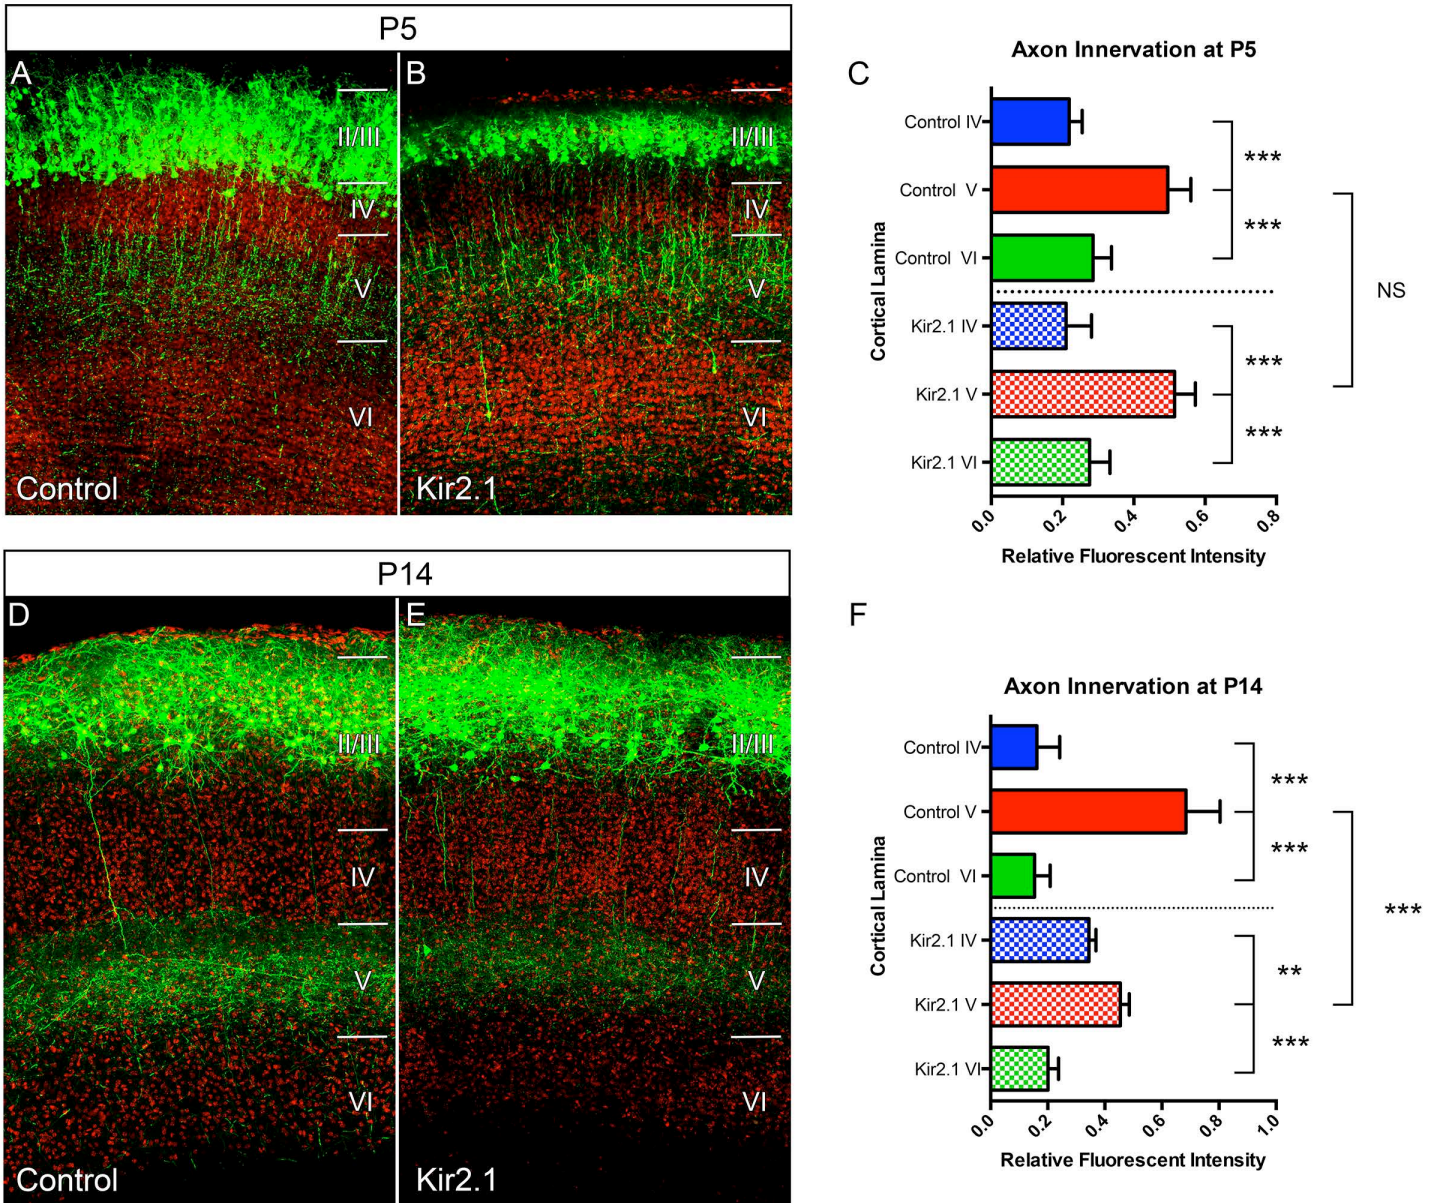 P5
A
II/III
IV
V
VI
Control
B
II/III
IV
V
VI
Kir2.1
C
Axon Innervation at P5
Cortical Lamina
Control IV
Control V
Control VI
Kir2.1 IV
Kir2.1 V
Kir2.1 VI
***
***
***
***
NS
0.0 0.2 0.4 0.6 0.8
Relative Fluorescent Intensity
P14
D
II/III
IV
V
VI
Control
E
II/III
IV
V
VI
Kir2.1
F
Axon Innervation at P14
Cortical Lamina
Control IV
Control V
Control VI
Kir2.1 IV
Kir2.1 V
Kir2.1 VI
***
***
**
***
***
0.0 0.2 0.4 0.6 0.8 1.0
Relative Fluorescent Intensity